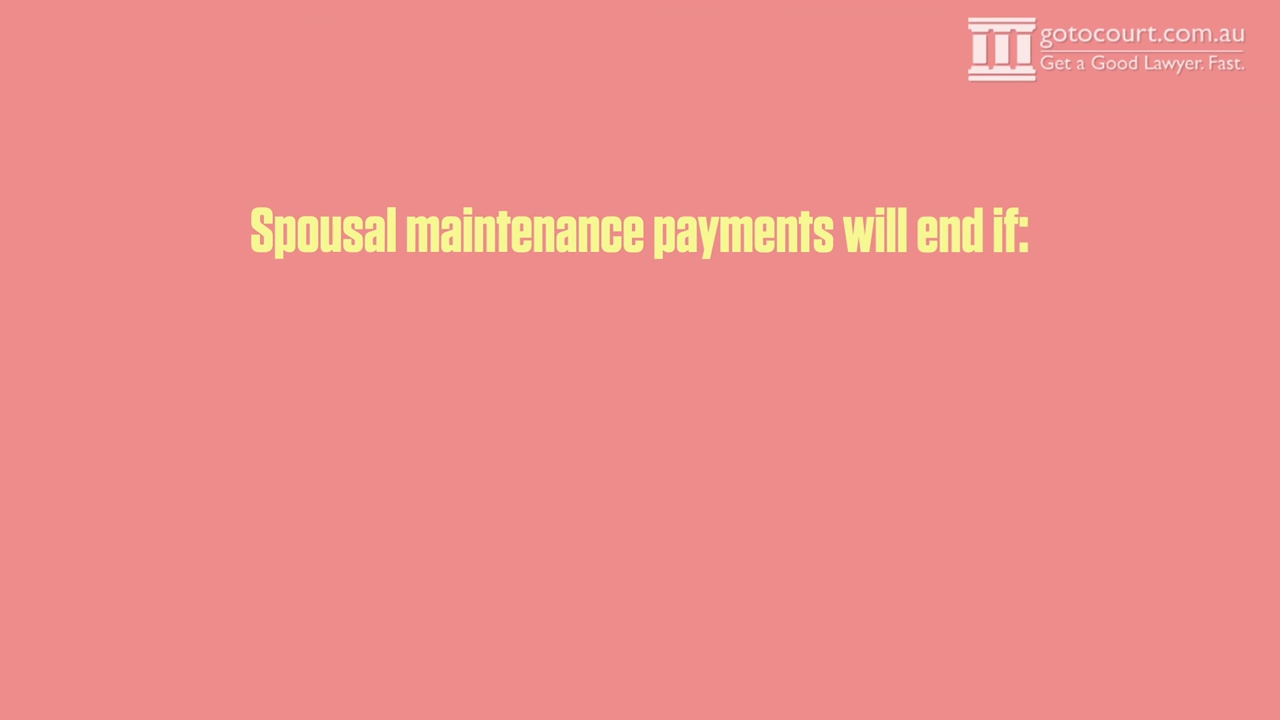 gotocourt.com.au
Get a Good Lawyer. Fast.
Spousal maintenance payments will end if: